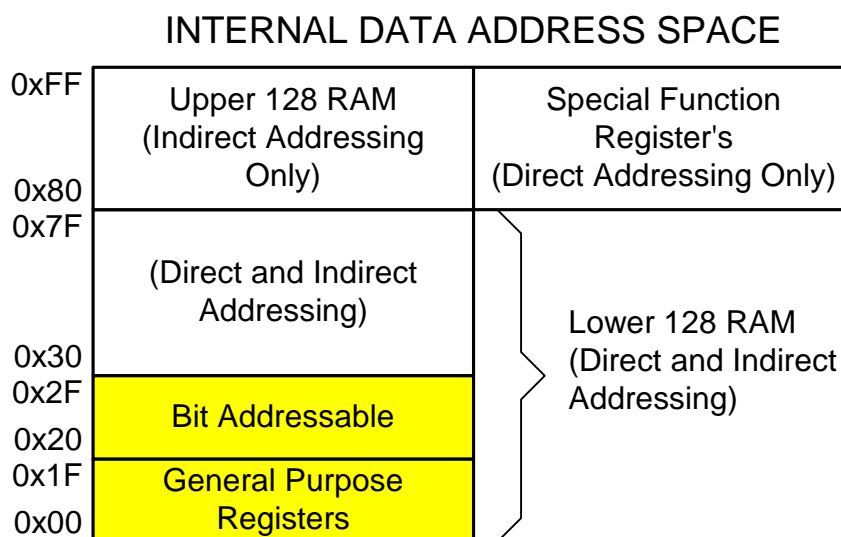 INTERNAL DATA ADDRESS SPACE
0xFF
Upper 128 RAM
(Indirect Addressing
Only)
0x80
Special Function
Register's
(Direct Addressing Only)
0x7F
(Direct and Indirect
Addressing)
0x30
Lower 128 RAM
(Direct and Indirect
Addressing)
0x2F
Bit Addressable
0x20
0x1F
General Purpose
Registers
0x00